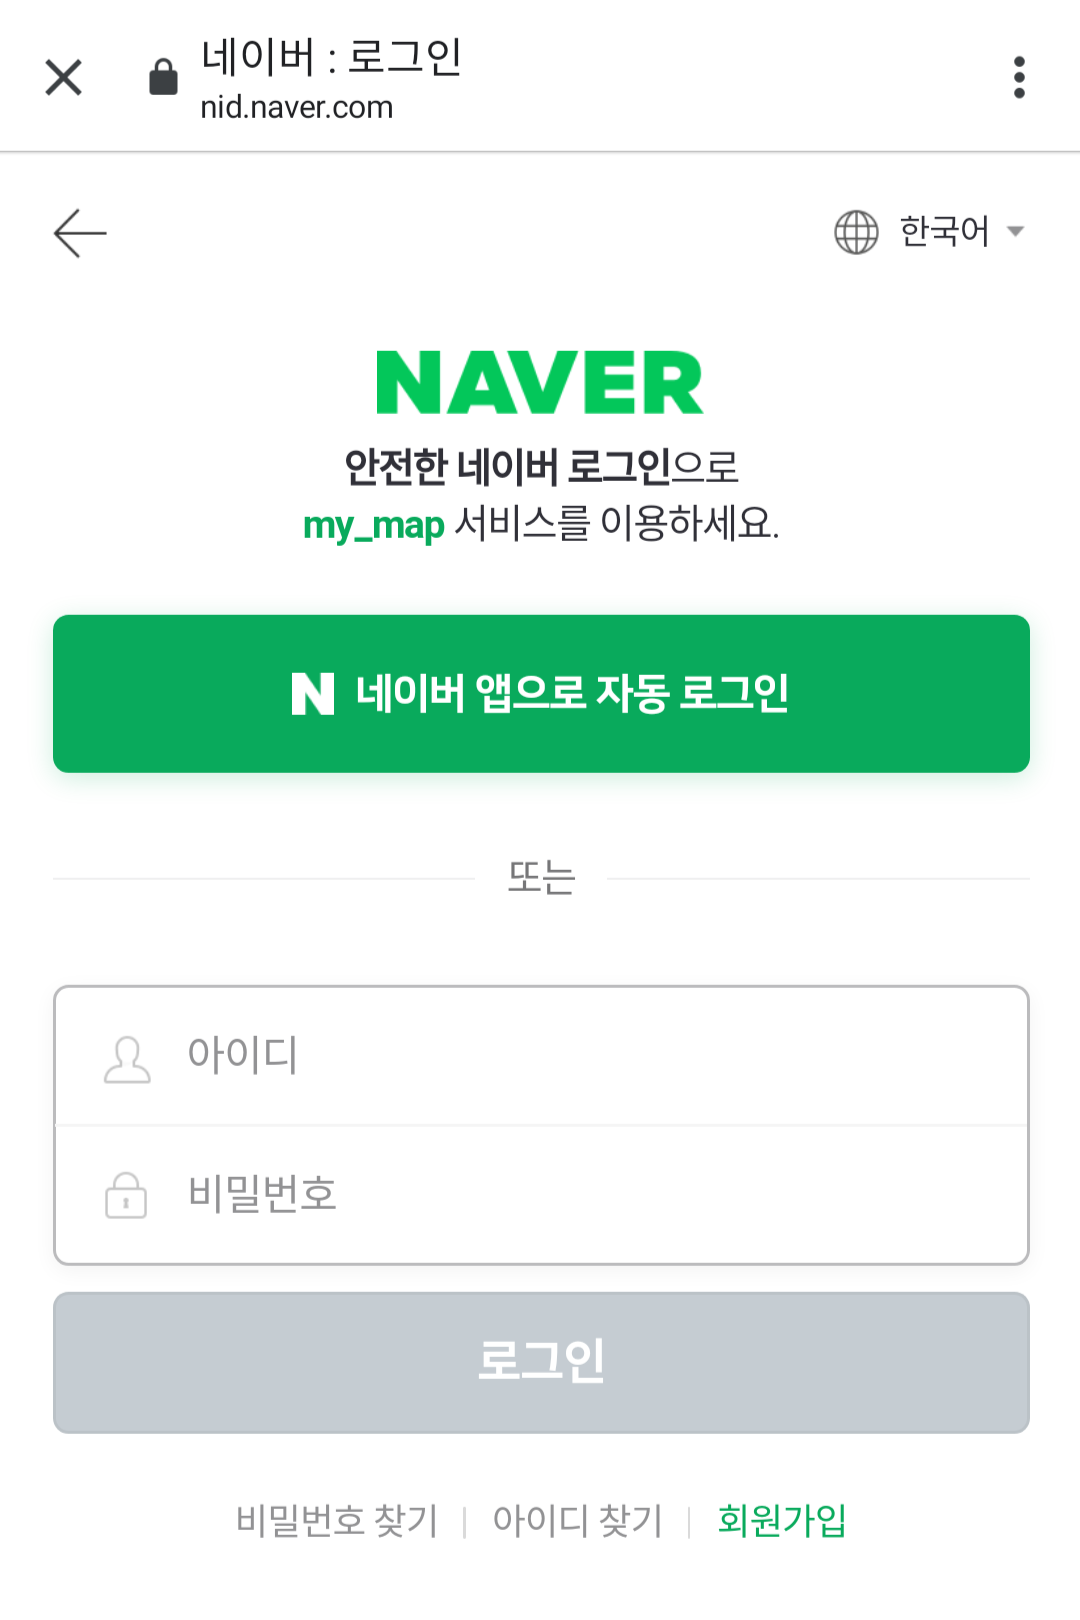 네이버 : 로그인
nid.naver.com
한국어
NAVER
안전한 네이버 로그인으로
my_map 서비스를 이용하세요.
N 네이버 앱으로 자동 로그인
또는
아이디
비밀번호
로그인
비밀번호 찾기 | 아이디 찾기 | 회원가입